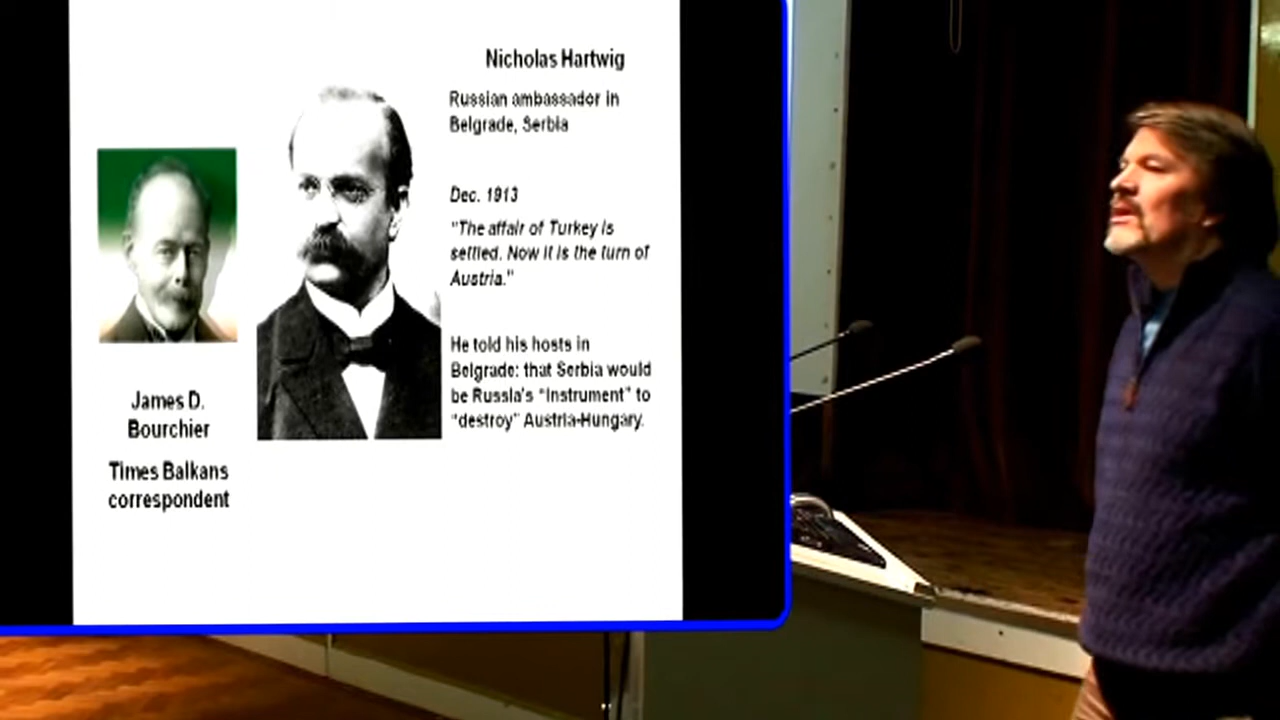 Nicholas Hartwig
Russian ambassador in
Belgrade, Serbia
Dec. 1913
"The affair of Turkey is
settled. Now it is the turn of
Austria."
He told his hosts in
Belgrade: that Serbia would
be Russia's "instrument" to
"destroy" Austria-Hungary.
James D.
Bourchier
Times Balkans
correspondent